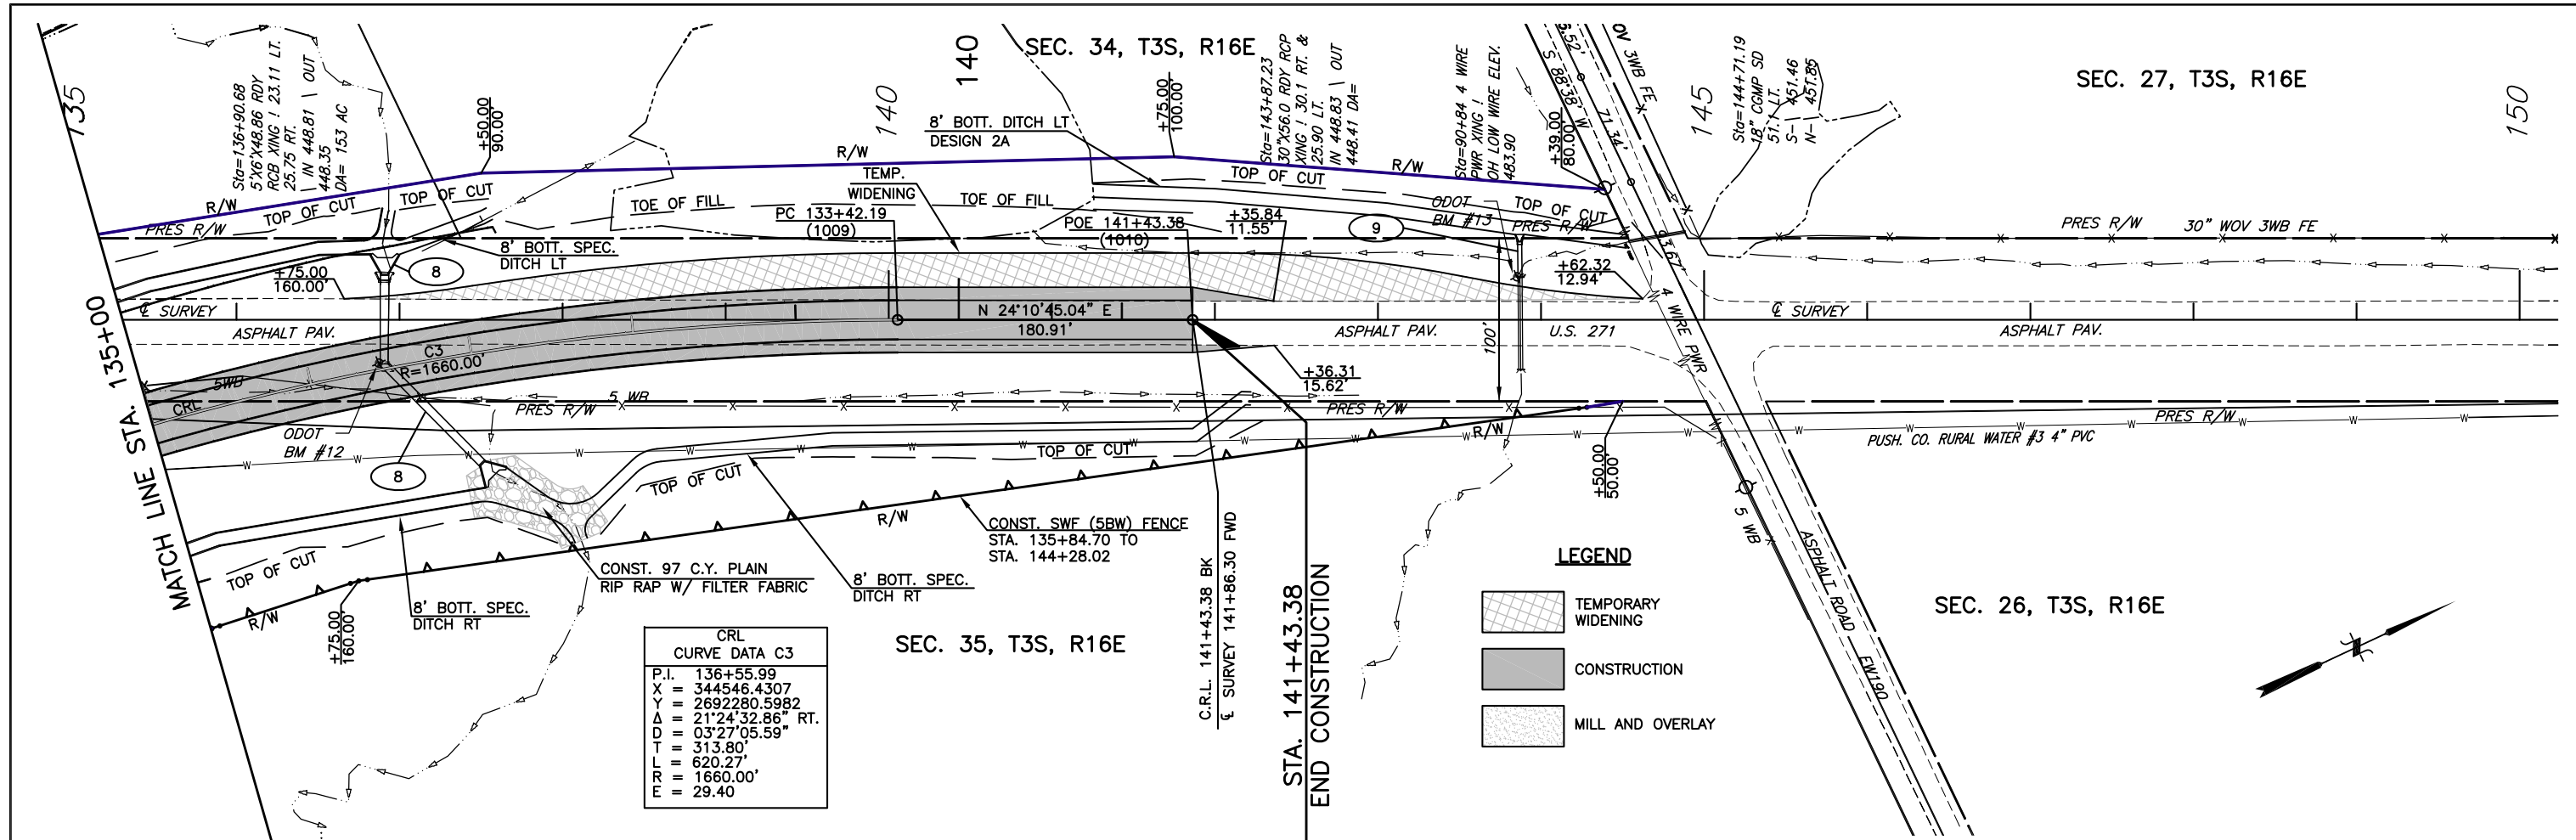 135
Sta=136+90.68
5'X6'X48.86 RDY
RCB XING ! 23.11 LT.
25.75 RT.
\ IN 448.81 \ OUT
448.35
DA= 153 AC
+50.00
90.00'
140
140
SEC. 34, T3S, R16E
8' BOTT. DITCH LT
DESIGN 2A
+75.00
100.00'
Sta=143+87.23
30"X56.0 RDY RCP
XING ! 30.1 RT. &
25.90 LT.
IN 448.83 \ OUT
448.41 DA=
Sta=90+84 4 WIRE
PWR XING !
OH LOW WIRE ELEV.
483.90
+39.00
80.00'
5.52'
S 88°38' W
71.34'
OV 3WB FE
145
Sta=144+71.19
18" CGMP SD
51.1 LT.
S- 451.46
N- 451.85
SEC. 27, T3S, R16E
150
R/W
R/W
R/W
TOP OF CUT
TOP OF CUT
TOE OF FILL
TEMP.
WIDENING
TOE OF FILL
TOP OF CUT
TOP OF CUT
PRES R/W
8' BOTT. SPEC.
DITCH LT
8
PC 133+42.19
(1009)
POE 141+43.38
(1010)
+35.84
11.55'
9
ODOT
BM #13
PRES R/W
PRES R/W
30" WOV 3WB FE
+75.00
160.00'
+62.32
12.94'
93.67'
℄ SURVEY
ASPHALT PAV.
N 24°10'45.04" E
180.91'
ASPHALT PAV.
100'
U.S. 271
4 WIRE PWR
℄ SURVEY
ASPHALT PAV.
MATCH LINE STA. 135+00
C3
R=1660.00'
5WB
CRL
5 WB
PRES R/W
+36.31
15.62'
PRES R/W
R/W
PRES R/W
PUSH. CO. RURAL WATER #3 4" PVC
ODOT
BM #12
8
TOP OF CUT
TOP OF CUT
+50.00
50.00'
5 WB
ASPHALT ROAD
EW190
R/W
CONST. SWF (5BW) FENCE
STA. 135+84.70 TO
STA. 144+28.02
TOP OF CUT
CONST. 97 C.Y. PLAIN
RIP RAP W/ FILTER FABRIC
8' BOTT. SPEC.
DITCH RT
8' BOTT. SPEC.
DITCH RT
R/W
+75.00
160.00'
C.R.L. 141+43.38 BK
℄ SURVEY 141+86.30 FWD
STA. 141+43.38
END CONSTRUCTION
CRL
CURVE DATA C3
P.I. 136+55.99
X = 344546.4307
Y = 2692280.5982
Δ = 21°24'32.86" RT.
D = 03°27'05.59"
T = 313.80'
L = 620.27'
R = 1660.00'
E = 29.40
SEC. 35, T3S, R16E
LEGEND
TEMPORARY
WIDENING
CONSTRUCTION
MILL AND OVERLAY
SEC. 26, T3S, R16E